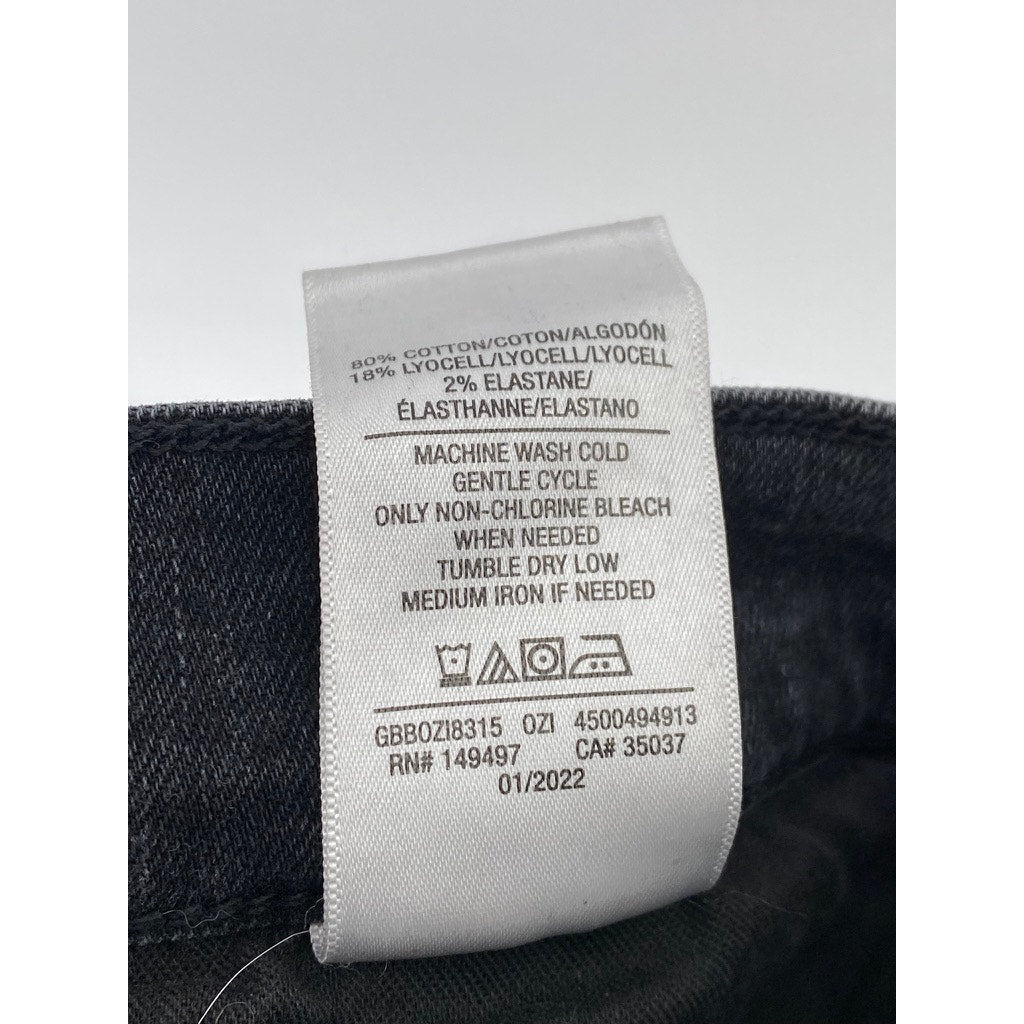 80% COTTON/COTON/ALGODÓN
18% LYOCELL/LYOCELL/LYOCELL
2% ELASTANE/
ÉLASTHANNE/ELASTANO
MACHINE WASH COLD
GENTLE CYCLE
ONLY NON-CHLORINE BLEACH
WHEN NEEDED
TUMBLE DRY LOW
MEDIUM IRON IF NEEDED
GBBOZI8315 OZI 4500494913
RN# 149497 CA# 35037
01/2022